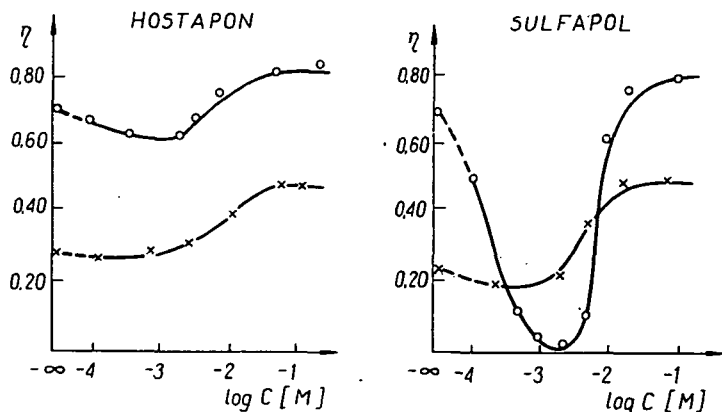 HOSTAPON
η
0,80
0,60
0,40
0,20
-∞ -4 -3 -2 -1
log C [M]
SULFAPOL
η
0,80
0,60
0,40
0,20
-∞ -4 -3 -2 -1
log C [M]